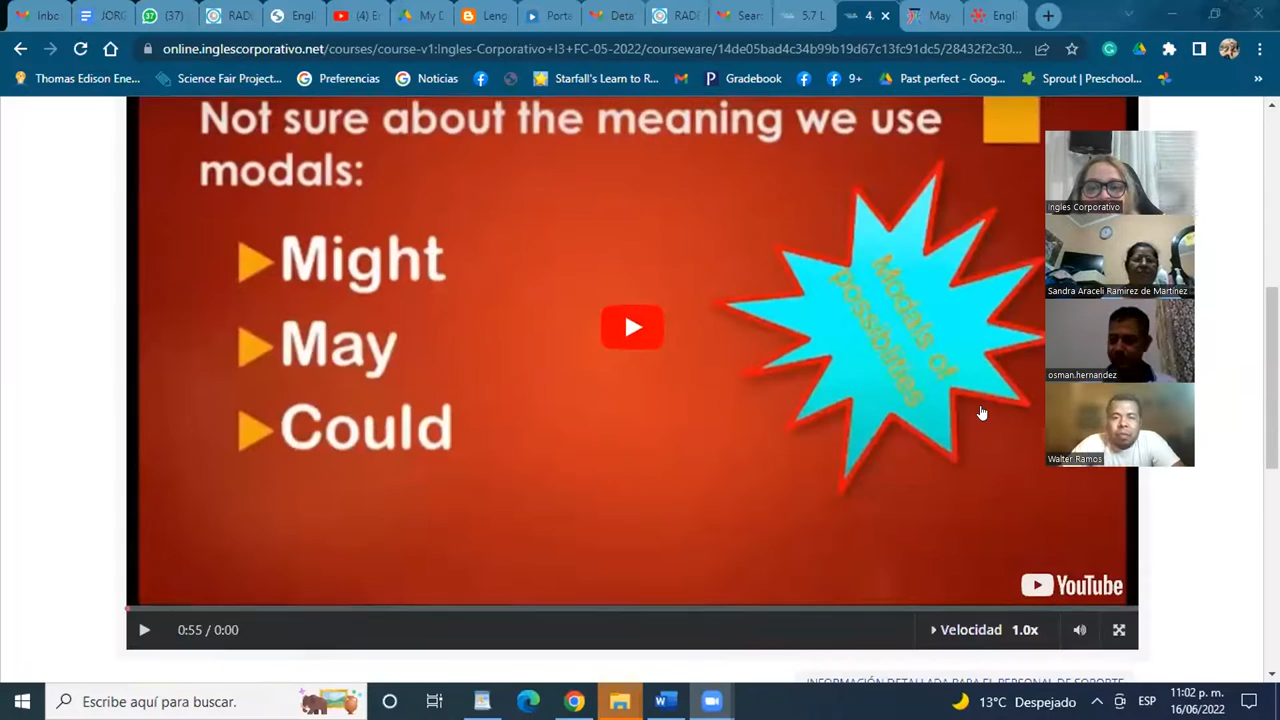 Inbo
JORG
(37)
RADI
Engl
(4) E
My D
Leng
Porta
Deta
RADI
Sear
5.7 L
4.
May
Engli
online.inglescorporativo.net/courses/course-v1:Ingles-Corporativo+I3+FC-05-2022/courseware/14de05bad4c34b99b19d67c13fc91dc5/28432f2c30...
Thomas Edison Ene...
Science Fair Project...
Preferencias
Noticias
Starfall's Learn to R...
Gradebook
9+
Past perfect - Goog...
Sprout | Preschool...
»
Not sure about the meaning we use
modals:
Might
May
Could
Modals of
possibilities
Ingles Corporativo
Sandra Araceli Ramirez de Martinez
osman.hernandez
Walter Ramos
YouTube
0:55 / 0:00
Velocidad 1.0x
INFORMACIÓN DETALLADA PARA EL PERSONAL DE SOPORTE
Escribe aquí para buscar.
13°C Despejado
ESP
11:02 p. m.
16/06/2022